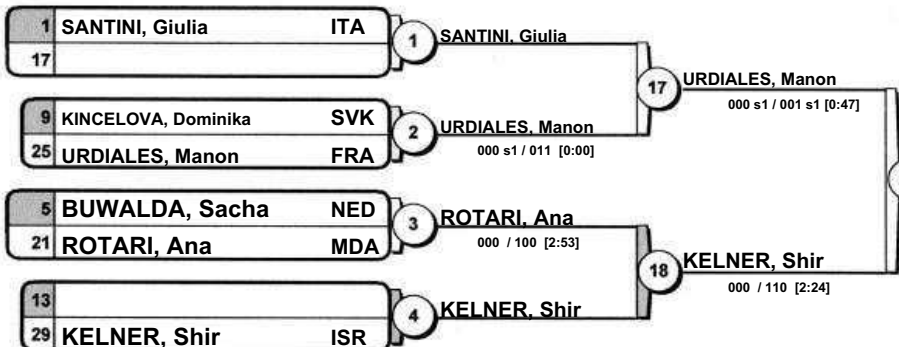 1 SANTINI, Giulia ITA
17
1
SANTINI, Giulia
9 KINCELOVA, Dominika SVK
25 URDIALES, Manon FRA
2
URDIALES, Manon
000 s1 / 011 [0:00]
17
URDIALES, Manon
000 s1 / 001 s1 [0:47]
5 BUWALDA, Sacha NED
21 ROTARI, Ana MDA
3
ROTARI, Ana
000 / 100 [2:53]
13
29 KELNER, Shir ISR
4
KELNER, Shir
18
KELNER, Shir
000 / 110 [2:24]